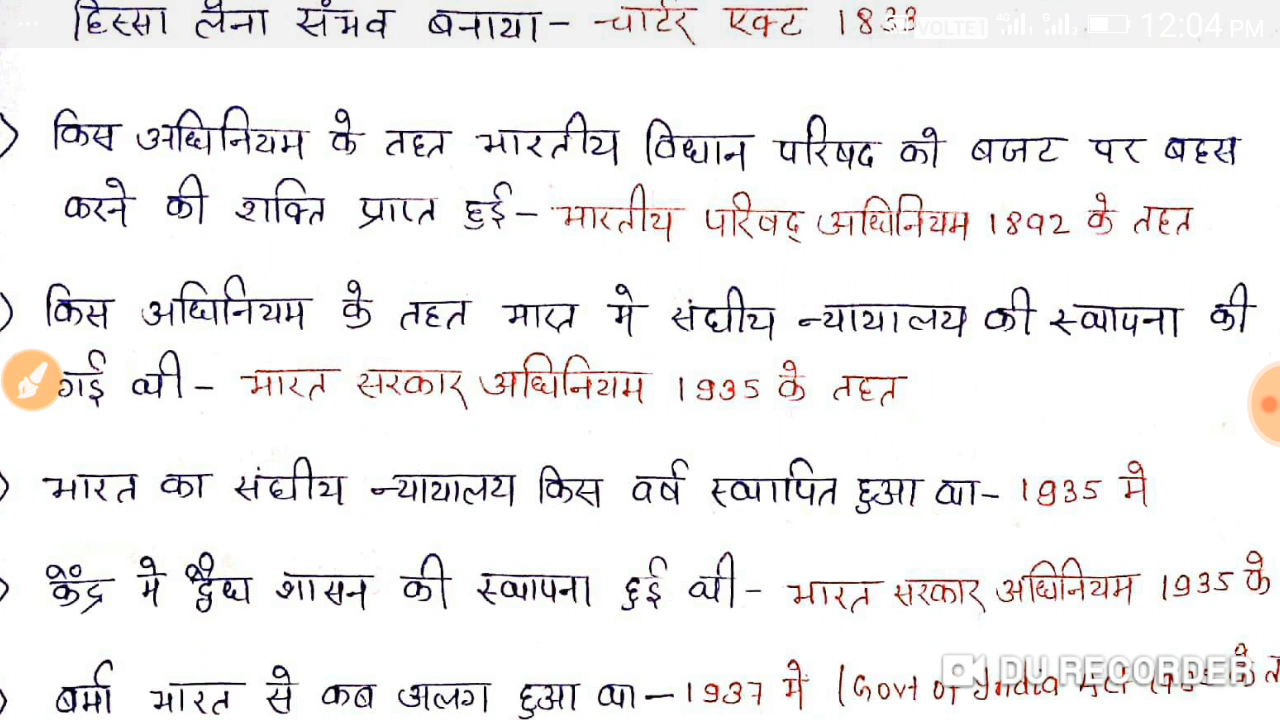 हिस्सा लेना संभव बनाया - चार्टर एक्ट 1833
VOLTE1 12:04 PM
किस अधिनियम के तहत भारतीय विधान परिषद को बजट पर बहस
करने की शक्ति प्राप्त हुई - भारतीय परिषद् अधिनियम 1892 के तहत
किस अधिनियम के तहत भारत मे संघीय न्यायालय की स्थापना की
गई थी - भारत सरकार अधिनियम 1935 के तहत
भारत का संघीय न्यायालय किस वर्ष स्थापित हुआ था - 1935 मे
केंद्र मे द्वैध शासन की स्थापना हुई थी - भारत सरकार अधिनियम 1935 के
DU RECORDER
बर्मा भारत से कब अलग हुआ था - 1937 मे (Govt of India के